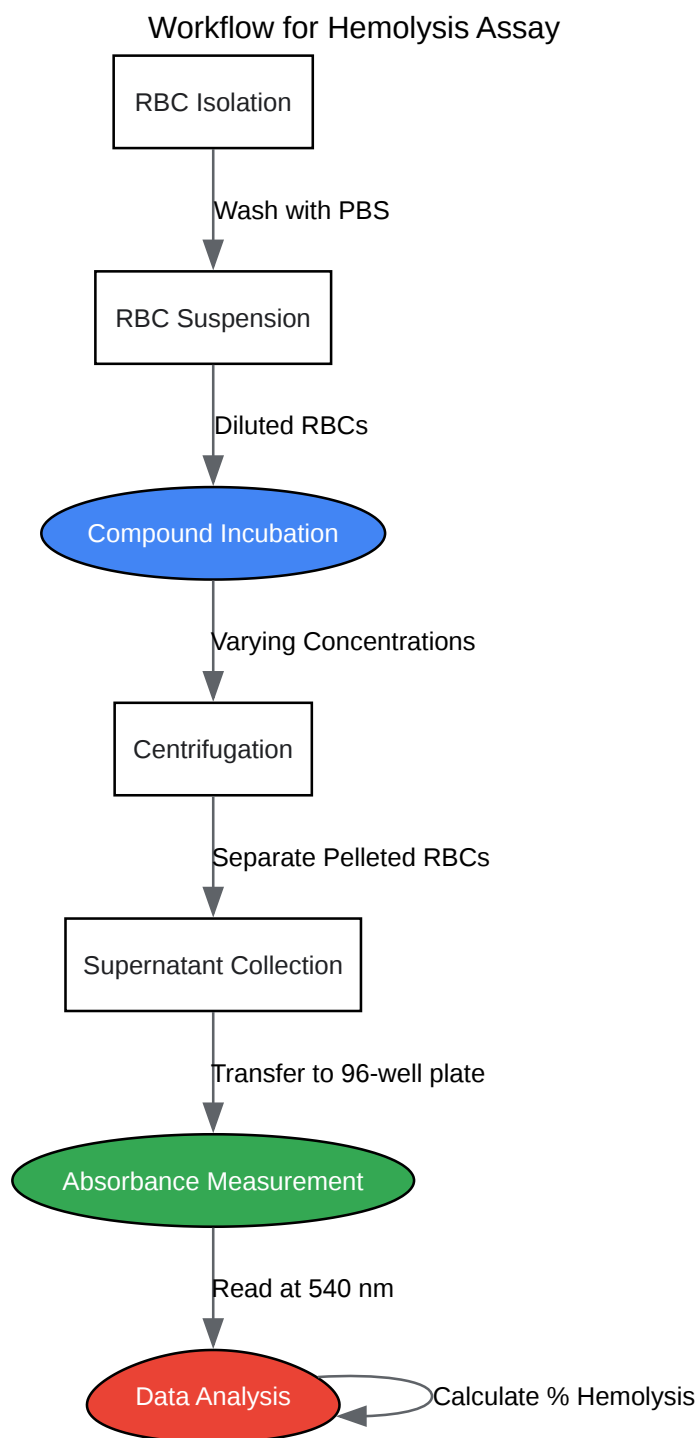 Workflow for Hemolysis Assay
RBC Isolation
Wash with PBS
RBC Suspension
Diluted RBCs
Compound Incubation
Varying Concentrations
Centrifugation
Separate Pelleted RBCs
Supernatant Collection
Transfer to 96-well plate
Absorbance Measurement
Read at 540 nm
Data Analysis
Calculate % Hemolysis